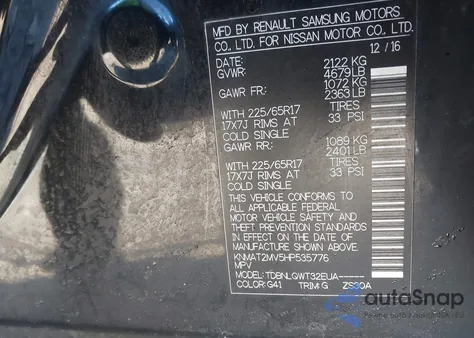 MFD BY RENAULT SAMSUNG MOTORS
CO. LTD. FOR NISSAN MOTOR CO., LTD.
DATE: 12/16
GVWR: 2122 KG
4679 LB
GAWR FR: 1072 KG
2363 LB
WITH 225/65R17 TIRES
17X7J RIMS AT 33 PSI
COLD SINGLE
GAWR RR: 1089 KG
2401 LB
WITH 225/65R17 TIRES
17X7J RIMS AT 33 PSI
COLD SINGLE
THIS VEHICLE CONFORMS TO
ALL APPLICABLE FEDERAL
MOTOR VEHICLE SAFETY AND
THEFT PREVENTION STANDARDS
IN EFFECT ON THE DATE OF
MANUFACTURE SHOWN ABOVE.
KNMAT2MV5HP535776
MPV
MODEL: TDBNLQWT32EUA-----
COLOR: G41 TRIM: G
autoSnap